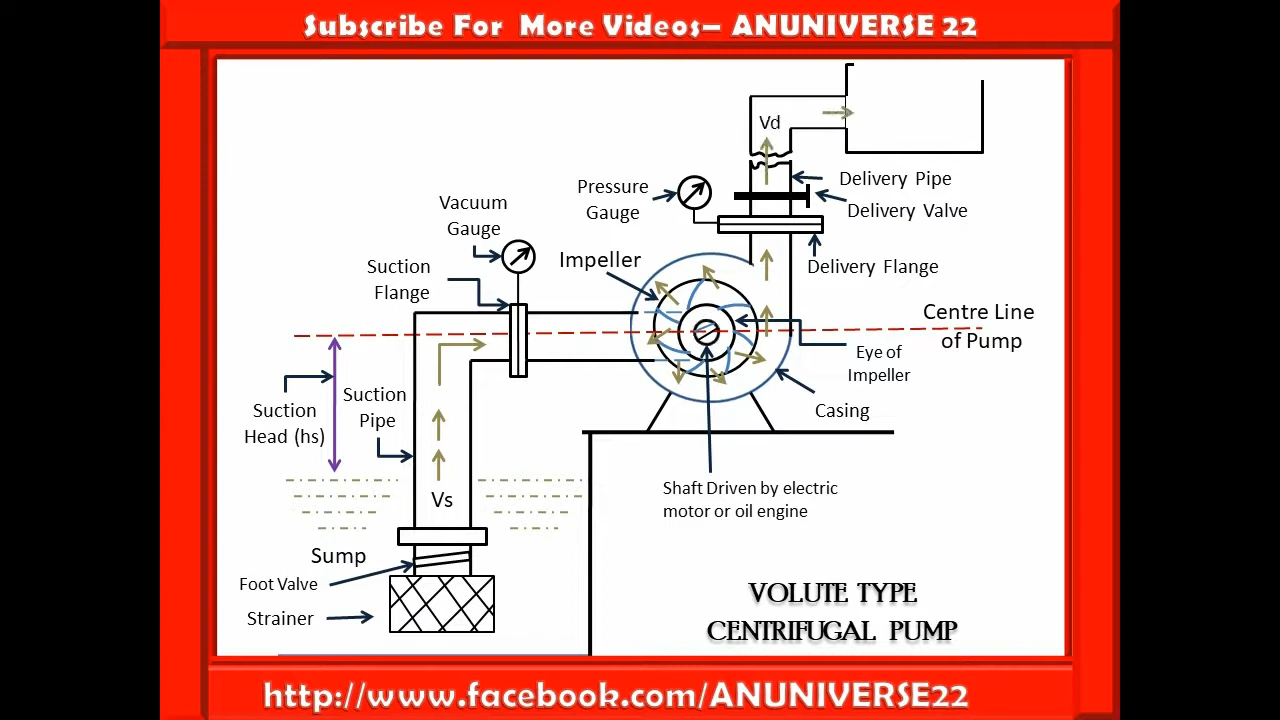 Subscribe For More Videos– ANUNIVERSE 22
Vd
Delivery Pipe
Delivery Valve
Pressure
Gauge
Vacuum
Gauge
Impeller
Delivery Flange
Suction
Flange
Centre Line
of Pump
Eye of
Impeller
Suction
Pipe
Suction
Head (hs)
Casing
Vs
Shaft Driven by electric
motor or oil engine
Sump
Foot Valve
Strainer
VOLUTE TYPE
CENTRIFUGAL PUMP
http://www.facebook.com/ANUNIVERSE22